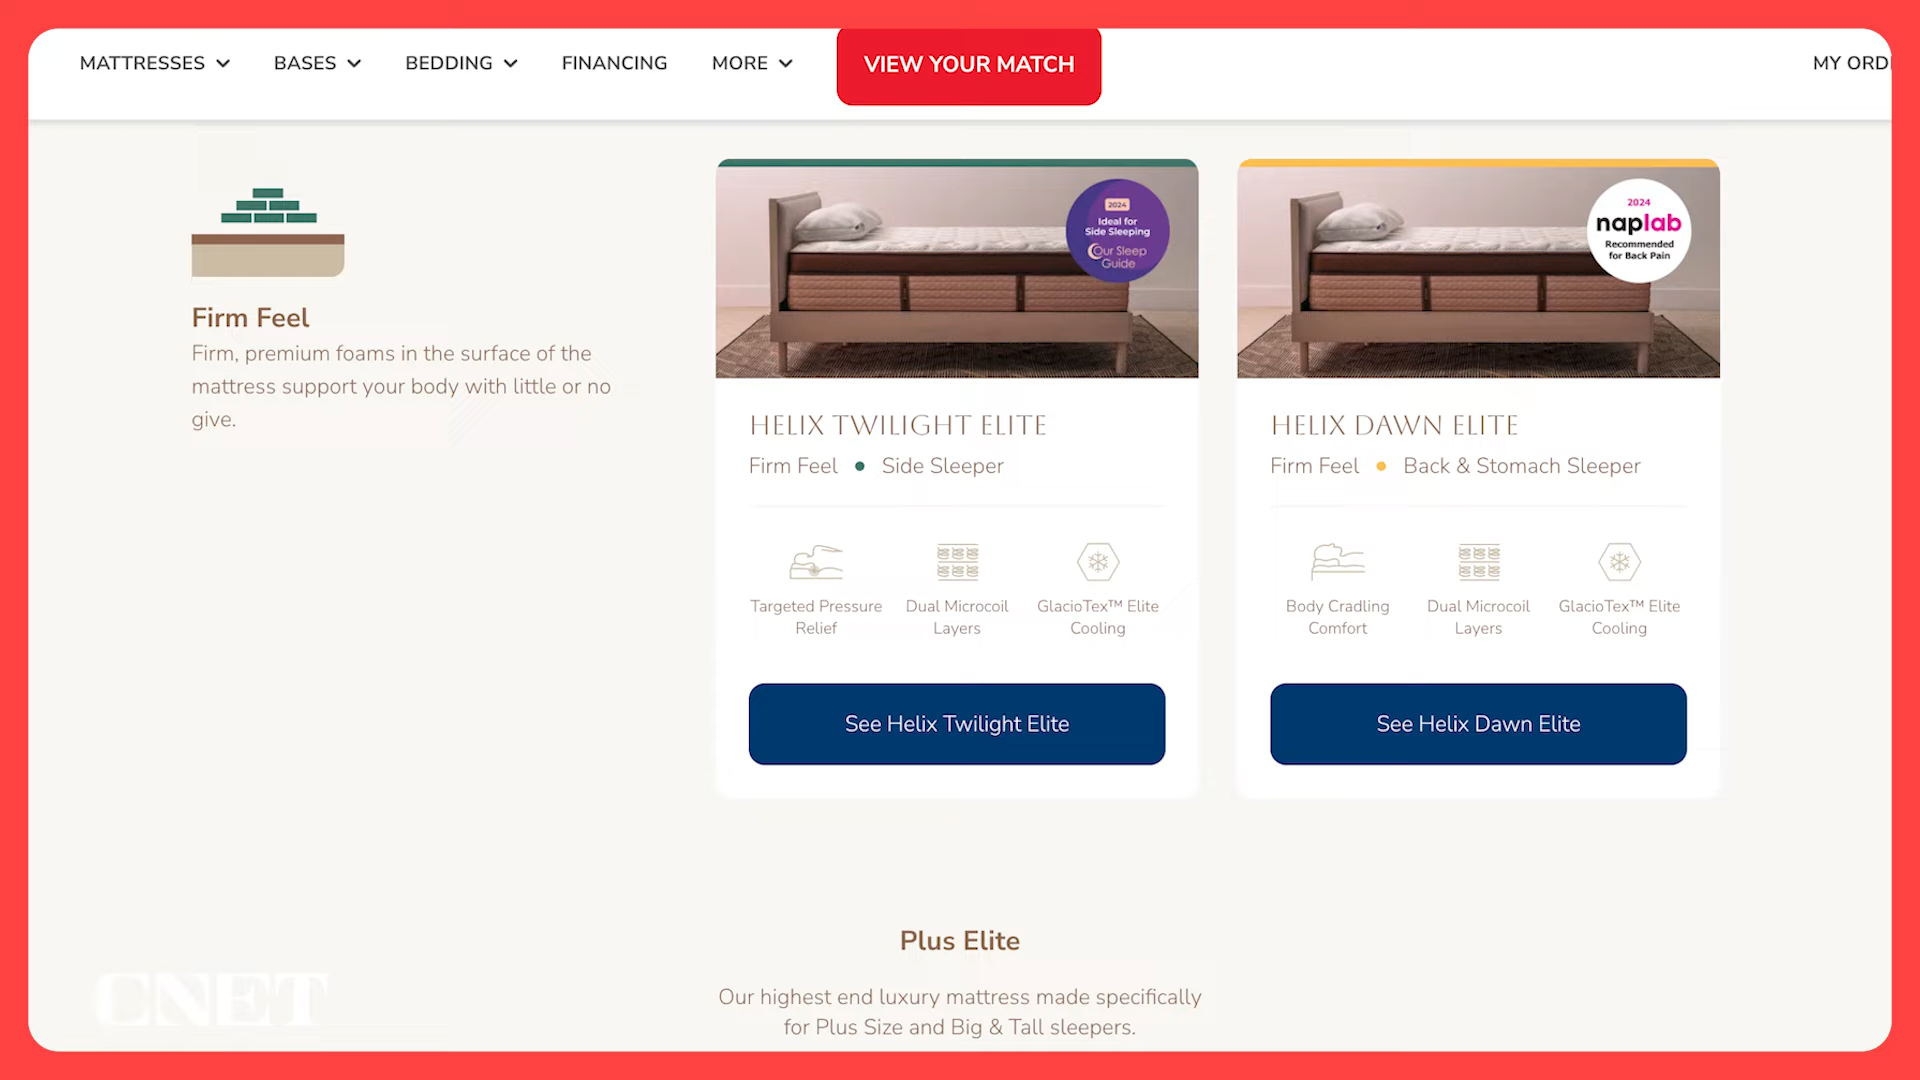 MATTRESSES
BASES
BEDDING
FINANCING
MORE
VIEW YOUR MATCH
MY ORD
Firm Feel
Firm, premium foams in the surface of the
mattress support your body with little or no
give.
2024
Ideal for
Side Sleeping
Our Sleep
Guide
HELIX TWILIGHT ELITE
Firm Feel • Side Sleeper
Targeted Pressure
Relief
Dual Microcoil
Layers
GlacioTex™ Elite
Cooling
See Helix Twilight Elite
2024
naplab
Recommended
for Back Pain
HELIX DAWN ELITE
Firm Feel • Back & Stomach Sleeper
Body Cradling
Comfort
Dual Microcoil
Layers
GlacioTex™ Elite
Cooling
See Helix Dawn Elite
Plus Elite
Our highest end luxury mattress made specifically
for Plus Size and Big & Tall sleepers.
CNET